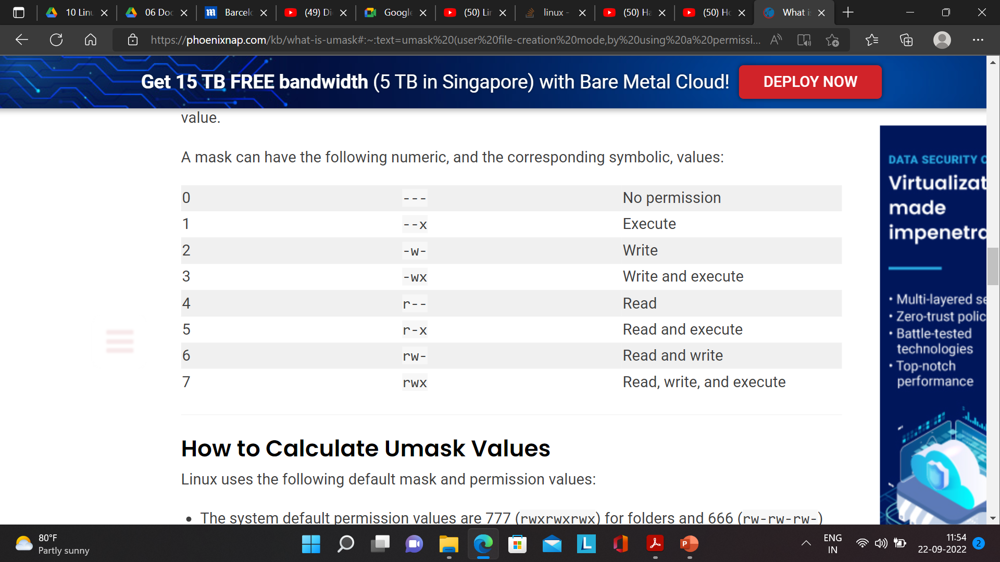 10 Linu
06 Doc
m Barcelo
(49) Di
Google
(50) Lin
linux -
(50) Ha
(50) Ho
What is
https://phoenixnap.com/kb/what-is-umask#:~:text=umask%20(user%20file-creation%20mode,by%20using%20a%20permissi...
Get 15 TB FREE bandwidth (5 TB in Singapore) with Bare Metal Cloud! DEPLOY NOW
value.
A mask can have the following numeric, and the corresponding symbolic, values:
0 --- No permission
1 --x Execute
2 -w- Write
3 -wx Write and execute
4 r-- Read
5 r-x Read and execute
6 rw- Read and write
7 rwx Read, write, and execute
How to Calculate Umask Values
Linux uses the following default mask and permission values:
• The system default permission values are 777 (rwxrwxrwx) for folders and 666 (rw-rw-rw-)
DATA SECURITY C
Virtualizat
made
impenetra
• Multi-layered se
• Zero-trust polic
• Battle-tested
technologies
• Top-notch
performance
80°F
Partly sunny
L
P
ENG
IN
11:54
22-09-2022
2